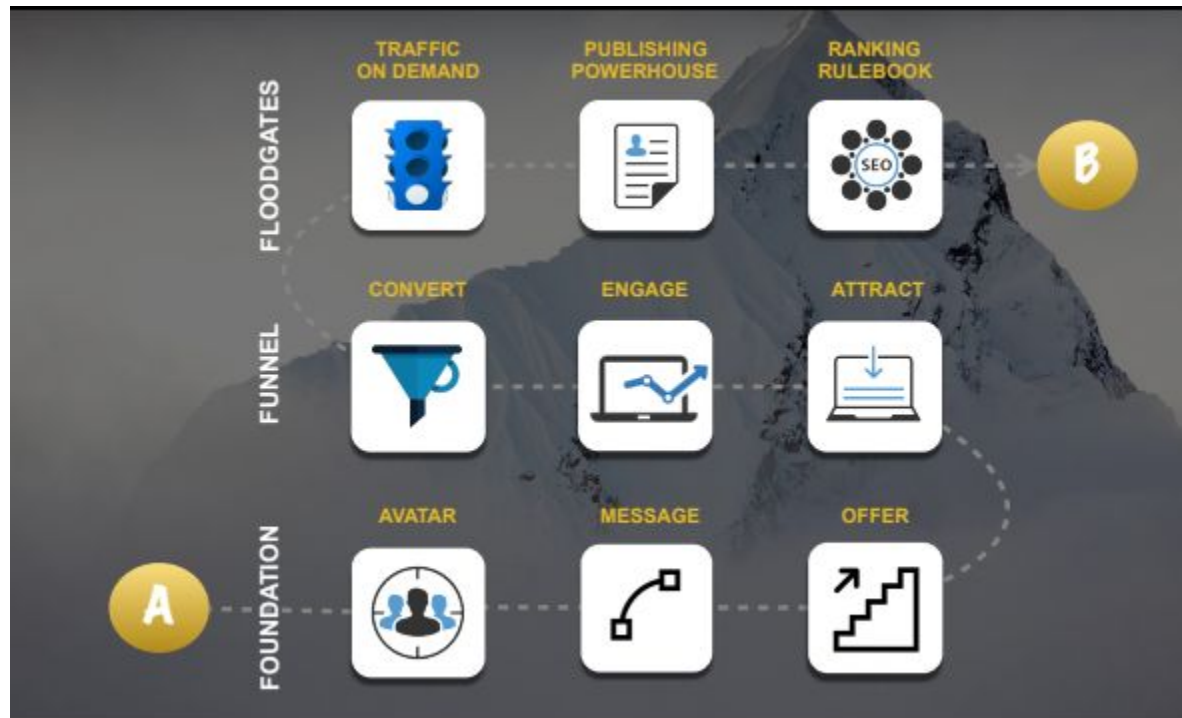 TRAFFIC
ON DEMAND
PUBLISHING
POWERHOUSE
RANKING
RULEBOOK
FLOODGATES
SEO
B
CONVERT
ENGAGE
ATTRACT
FUNNEL
AVATAR
MESSAGE
OFFER
FOUNDATION
A